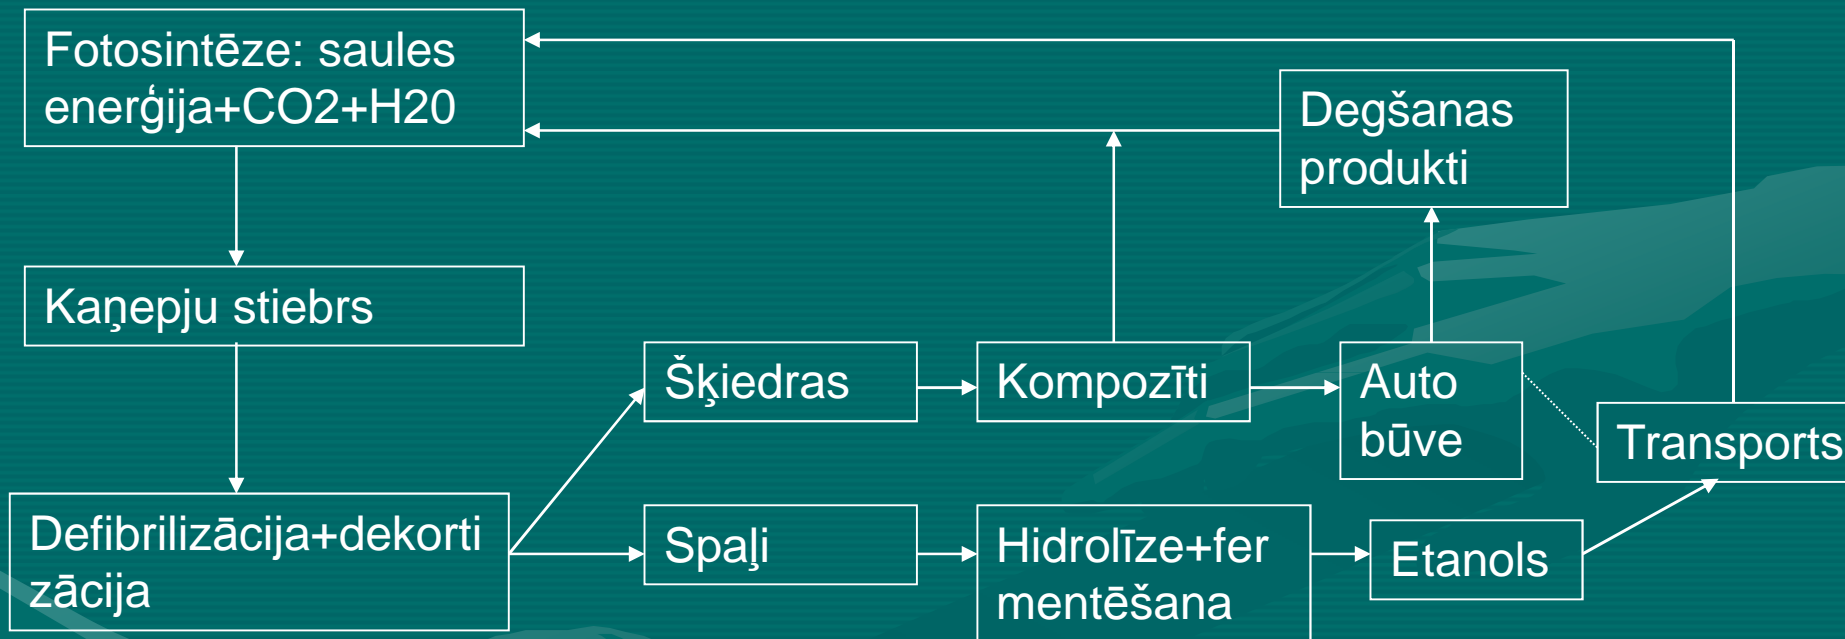 Fotosintēze: saules
enerģija+CO2+H20
Degšanas
produkti
Kaņepju stiebrs
Šķiedras
Kompozīti
Auto
būve
Transports
Defibrilizācija+dekorti
zācija
Spaļi
Hidrolīze+fer
mentēšana
Etanols